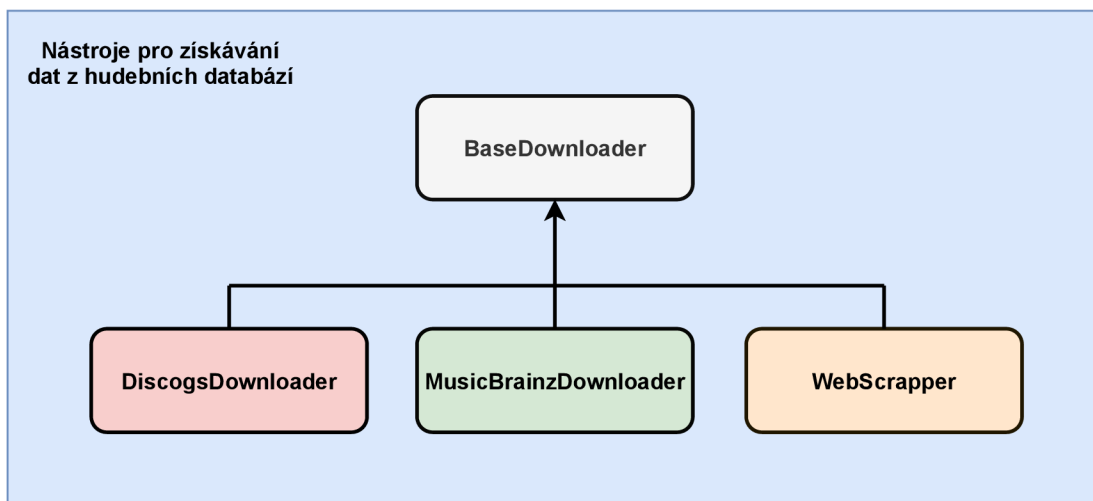 Nástroje pro získávání
dat z hudebních databází
BaseDownloader
DiscogsDownloader
MusicBrainzDownloader
WebScrapper